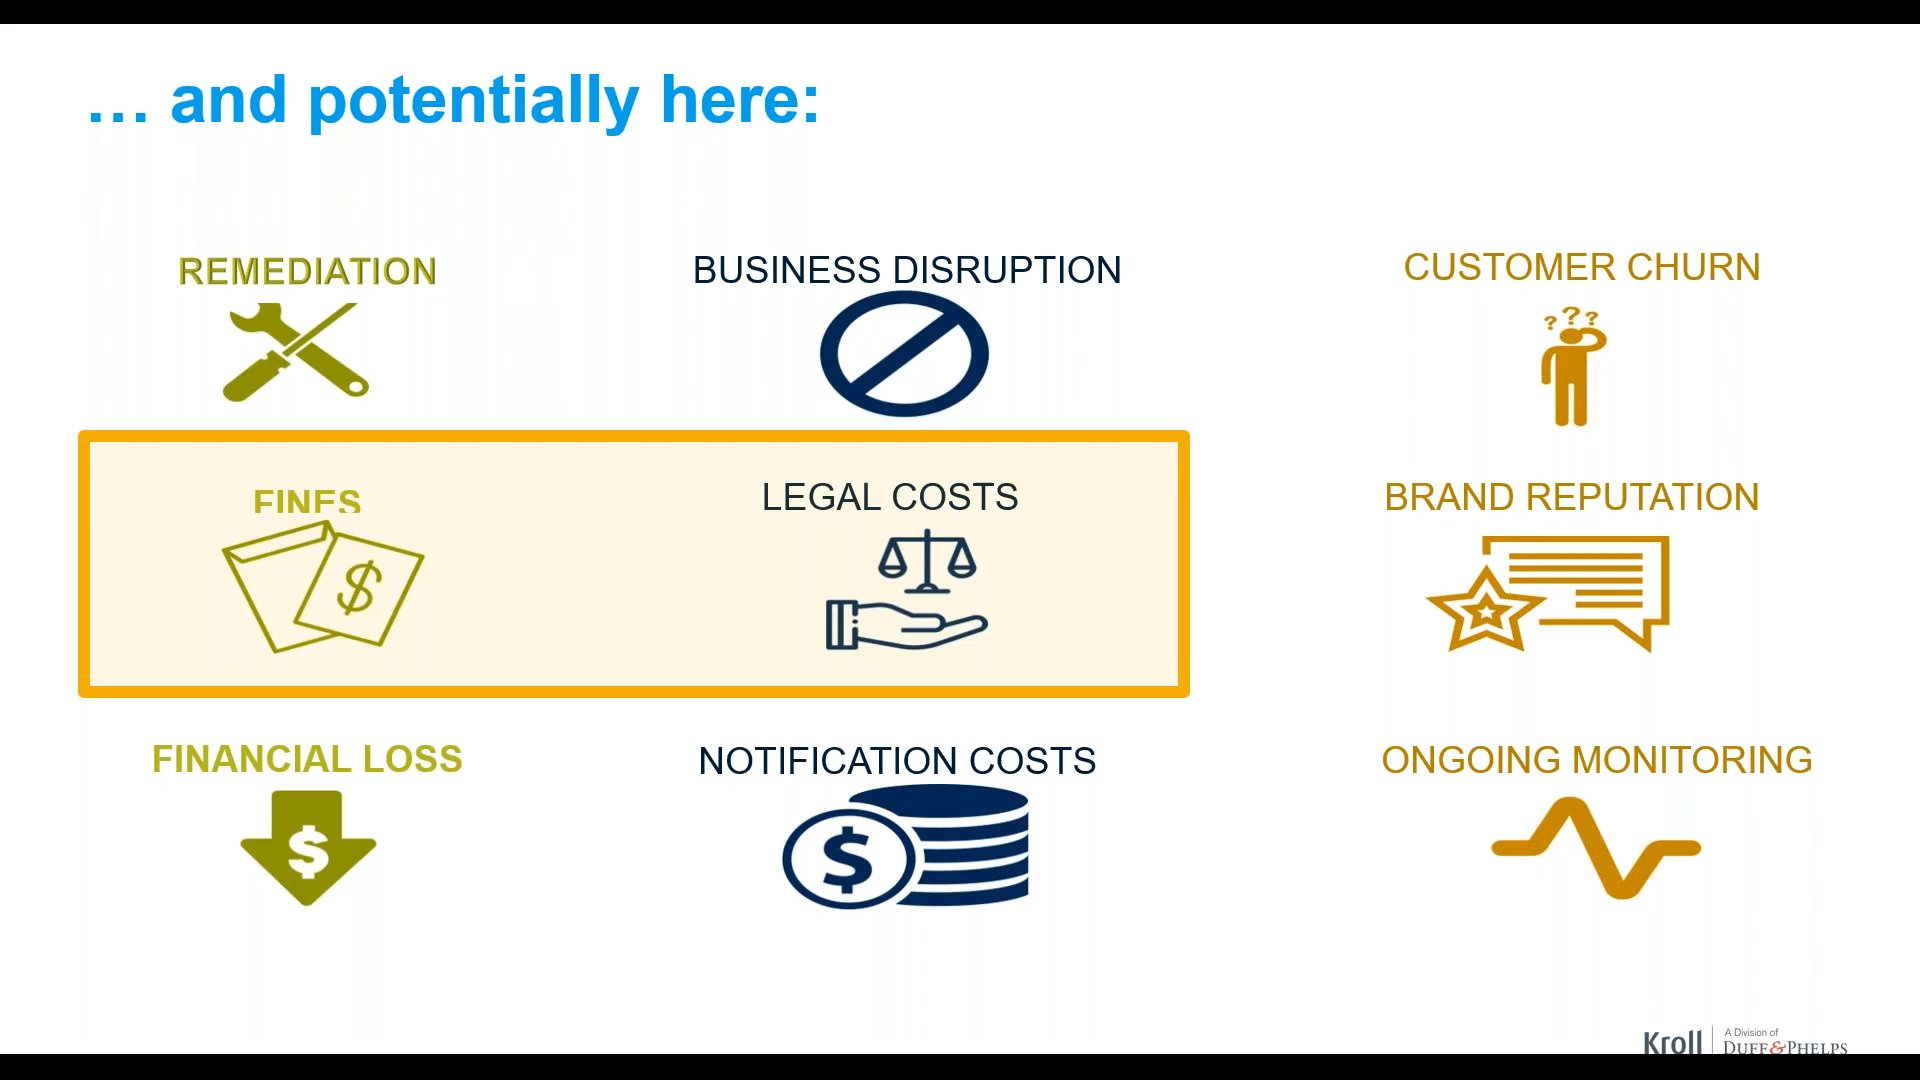 … and potentially here:
REMEDIATION
BUSINESS DISRUPTION
CUSTOMER CHURN
? ? ?
FINES
LEGAL COSTS
BRAND REPUTATION
$
FINANCIAL LOSS
NOTIFICATION COSTS
ONGOING MONITORING
$
$
Kroll
A Division of
DUFF&PHELPS